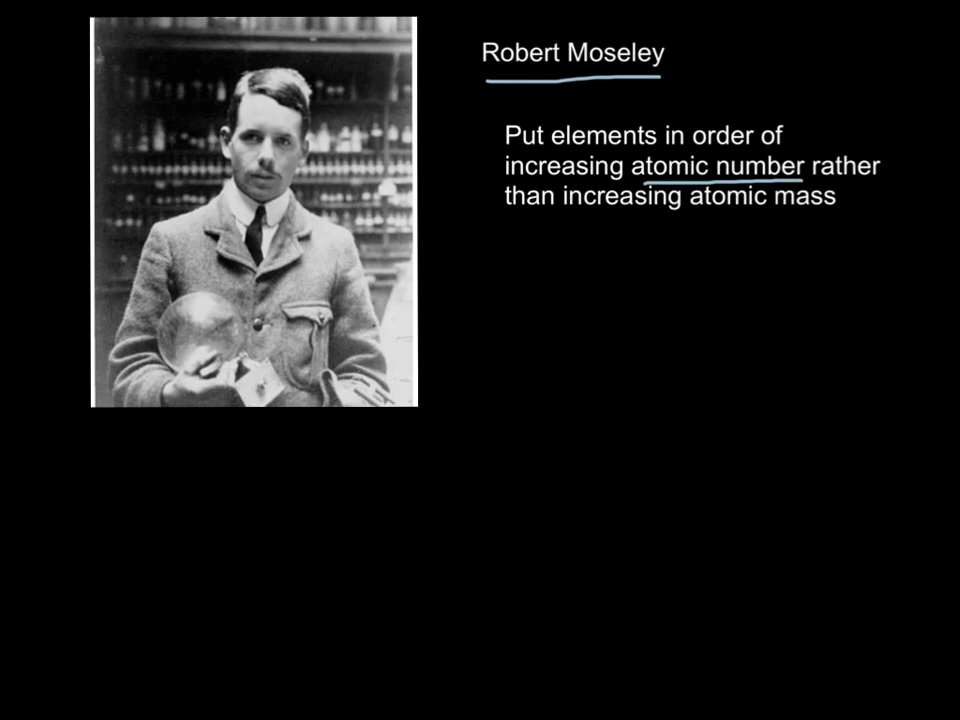 Robert Moseley
Put elements in order of
increasing atomic number rather
than increasing atomic mass